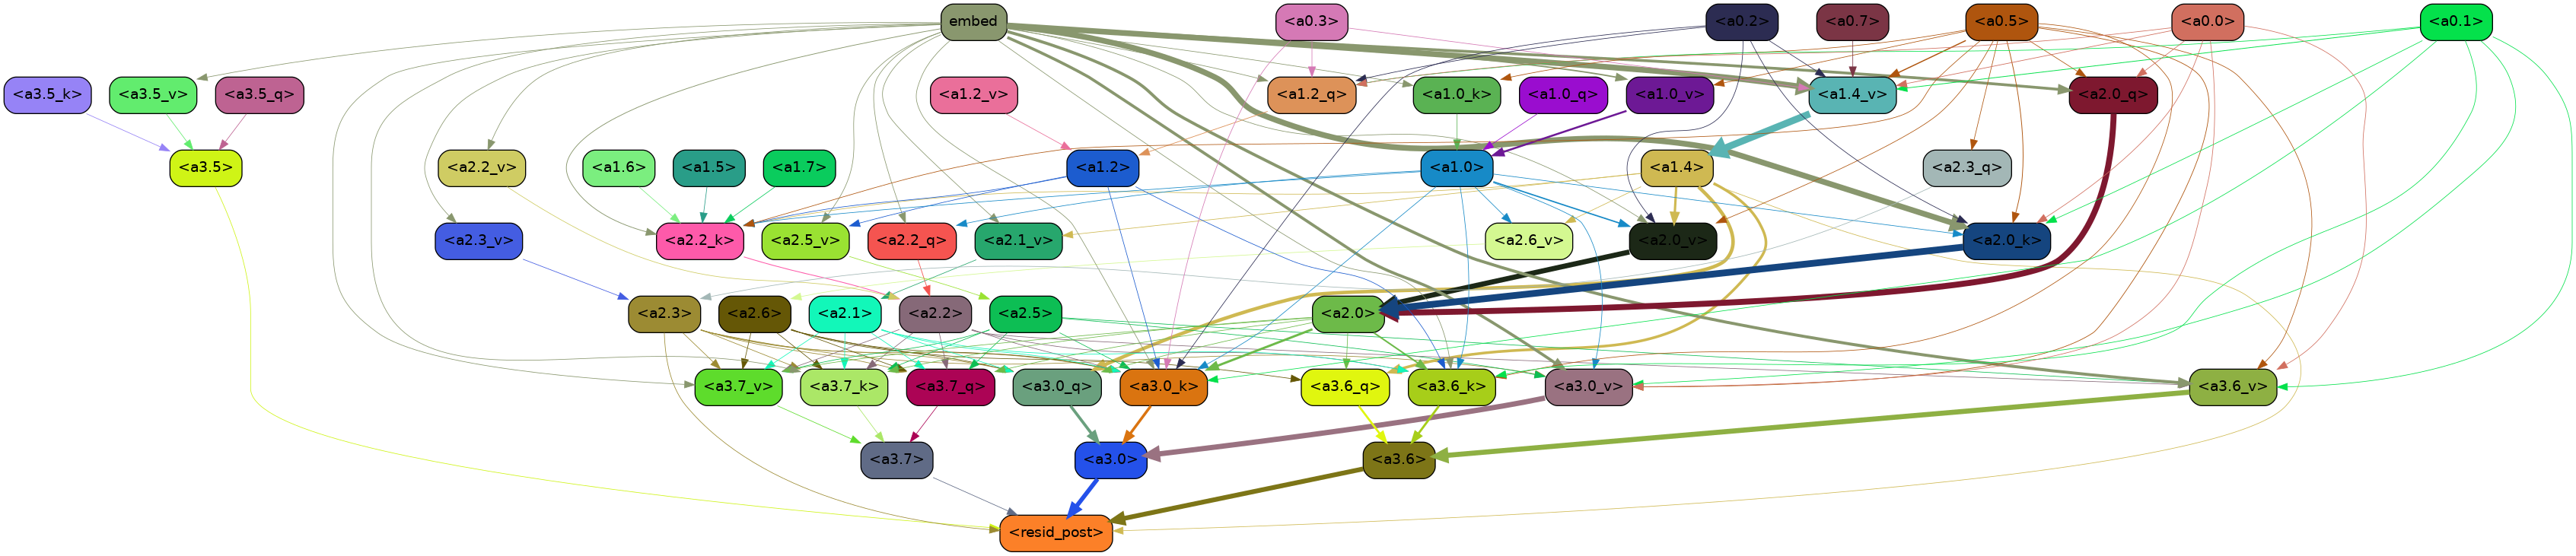 embed <a0.3> <a0.2> <a0.7> <a0.5> <a0.0> <a0.1>
<a3.5_k> <a3.5_v> <a3.5_q> <a1.2_v> <a1.2_q> <a1.0_k> <a1.0_q> <a1.0_v> <a1.4_v> <a2.0_q>
<a3.5> <a2.2_v> <a1.6> <a1.5> <a1.7> <a1.2> <a1.0> <a1.4> <a2.3_q>
<a2.3_v> <a2.2_k> <a2.5_v> <a2.2_q> <a2.1_v> <a2.6_v> <a2.0_v> <a2.0_k>
<a2.3> <a2.6> <a2.1> <a2.2> <a2.5> <a2.0>
<a3.7_v> <a3.7_k> <a3.7_q> <a3.0_q> <a3.0_k> <a3.6_q> <a3.6_k> <a3.0_v> <a3.6_v>
<a3.7> <a3.0> <a3.6>
<resid_post>